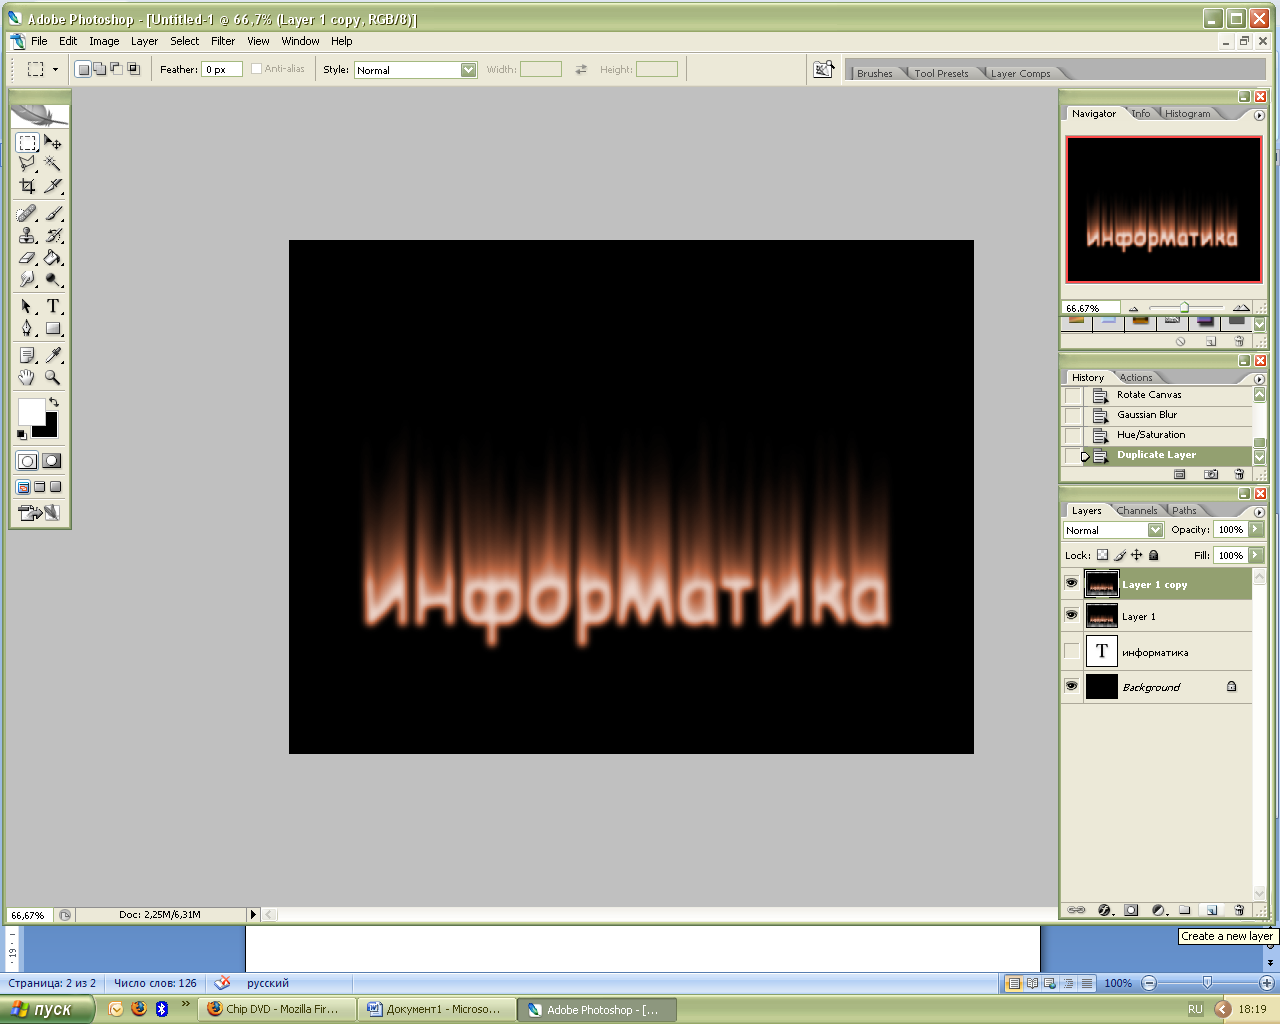 Adobe Photoshop - [Untitled-1 @ 66,7% (Layer 1 copy, RGB/8)]
File Edit Image Layer Select Filter View Window Help
Feather: 0 px Anti-alias Style: Normal Width: Height: Brushes Tool Presets Layer Comps
Navigator Info Histogram
информатика
66.67%
History Actions
Rotate Canvas
Gaussian Blur
Hue/Saturation
Duplicate Layer
Layers Channels Paths
Normal Opacity: 100%
Lock: Fill: 100%
Layer 1 copy
Layer 1
T информатика
Background
информатика
66,67% Doc: 2,25M/6,31M
Create a new layer
19
Страница: 2 из 2 Число слов: 126 русский 100%
пуск Chip DVD - Mozilla Fir... Документ1 - Microso... Adobe Photoshop - [... RU 18:19